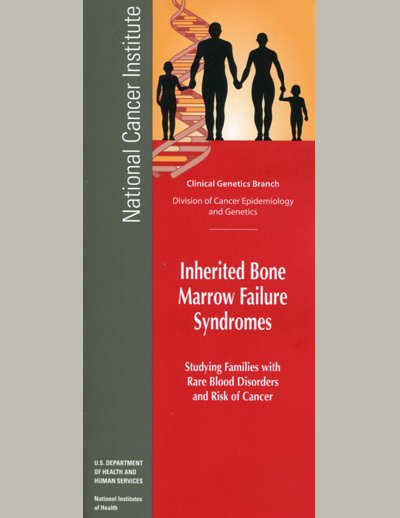 National Cancer Institute
Clinical Genetics Branch
Division of Cancer Epidemiology
and Genetics
Inherited Bone
Marrow Failure
Syndromes
Studying Families with
Rare Blood Disorders
and Risk of Cancer
U.S. DEPARTMENT
OF HEALTH AND
HUMAN SERVICES
National Institutes
of Health